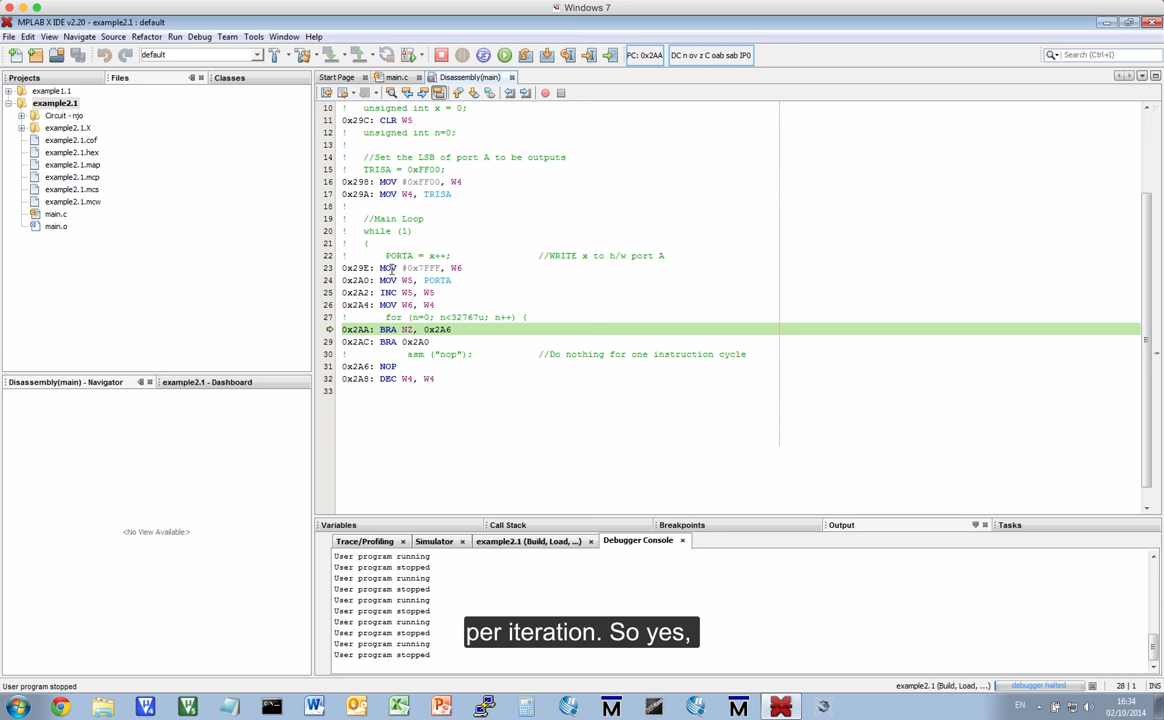 Windows 7
MPLAB X IDE v2.20 - example2.1 : default
File Edit View Navigate Source Refactor Run Debug Team Tools Window Help
default
PC: 0x2AA
DC n ov z C oab sab IP0
Search (Ctrl+I)
Projects
Files
Classes
example1.1
example2.1
Circuit - njo
example2.1.X
example2.1.cof
example2.1.hex
example2.1.map
example2.1.mcp
example2.1.mcs
example2.1.mcw
main.c
main.o
Disassembly(main) - Navigator
example2.1 - Dashboard
<No View Available>
Start Page
main.c
Disassembly(main)
10 ! unsigned int x = 0;
11 0x29C: CLR W5
12 ! unsigned int n=0;
13 !
14 ! //Set the LSB of port A to be outputs
15 ! TRISA = 0xFF00;
16 0x298: MOV #0xFF00, W4
17 0x29A: MOV W4, TRISA
18 !
19 ! //Main Loop
20 ! while (1)
21 ! {
22 ! PORTA = x++; //WRITE x to h/w port A
23 0x29E: MOV #0x7FFF, W6
24 0x2A0: MOV W5, PORTA
25 0x2A2: INC W5, W5
26 0x2A4: MOV W6, W4
27 ! for (n=0; n<32767u; n++) {
0x2AA: BRA NZ, 0x2A6
29 0x2AC: BRA 0x2A0
30 ! asm ("nop"); //Do nothing for one instruction cycle
31 0x2A6: NOP
32 0x2A8: DEC W4, W4
33
Variables
Call Stack
Breakpoints
Output
Tasks
Trace/Profiling
Simulator
example2.1 (Build, Load, ...)
Debugger Console
User program running
User program stopped
User program running
User program stopped
User program running
User program stopped
User program running
User program stopped
User program running
User program stopped
per iteration. So yes,
User program stopped
example2.1 (Build, Load, ...)
debugger halted
28 | 1
INS
EN
16:34
02/10/2014